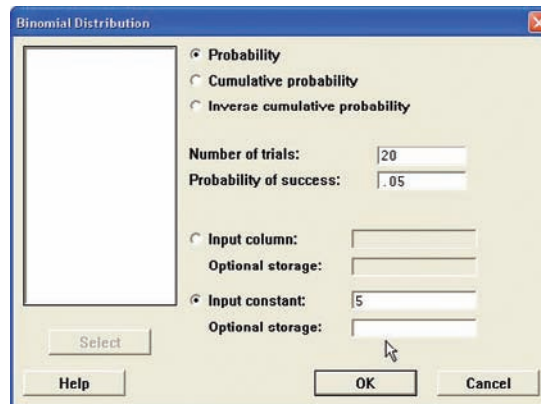 Binomial Distribution
Probability
Cumulative probability
Inverse cumulative probability
Number of trials: 20
Probability of success: .05
Input column:
Optional storage:
Input constant: 5
Optional storage:
Select
Help OK Cancel